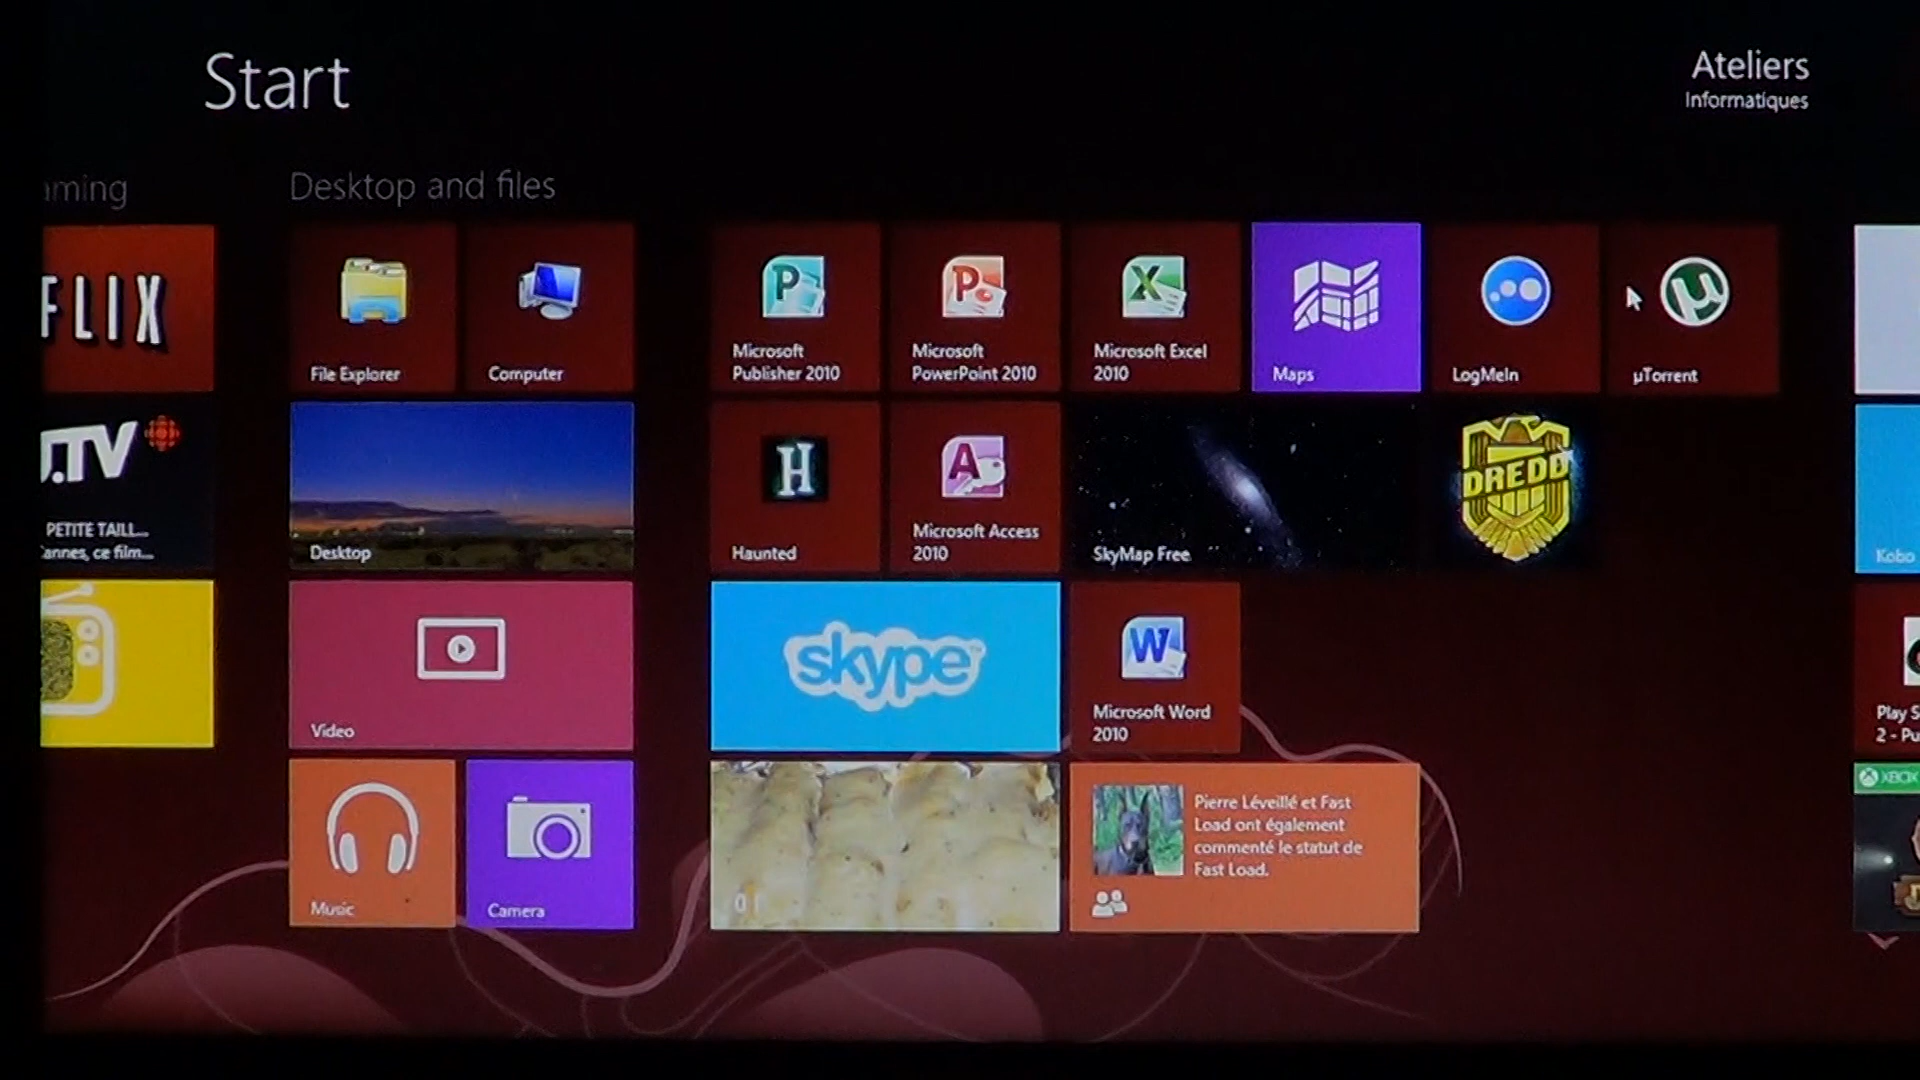 Start
Ateliers
Informatiques
aming
Desktop and files
FLIX
File Explorer
Computer
Microsoft
Publisher 2010
Microsoft
PowerPoint 2010
Microsoft Excel
2010
Maps
LogMeIn
µTorrent
.TV
PETITE TAILL...
annes, ce film...
Desktop
H
Haunted
Microsoft Access
2010
SkyMap Free
DREDD
Kobo
Video
skype
Microsoft Word
2010
Play S
2 - Pu
Music
Camera
Pierre Léveillé et Fast
Load ont également
commenté le statut de
Fast Load.
XBOX